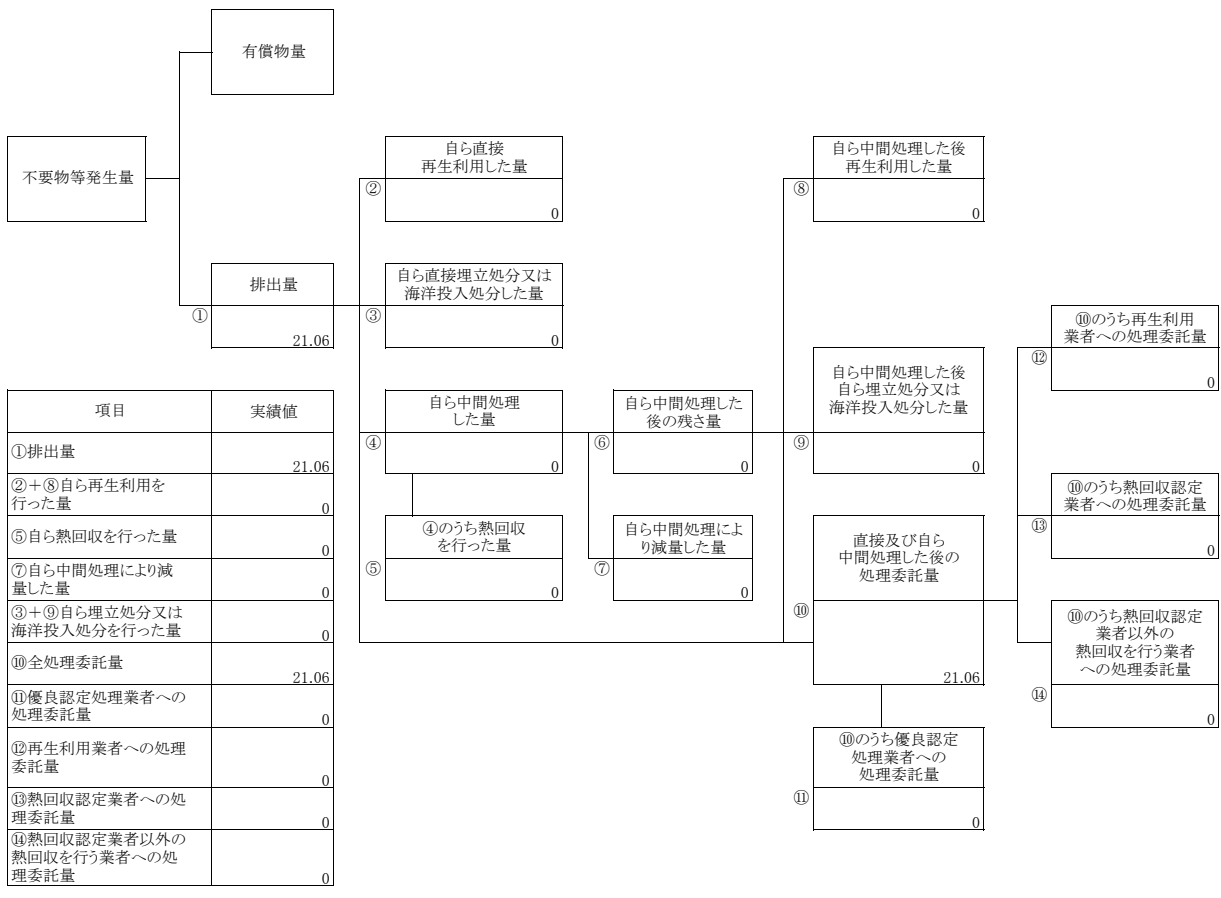 有償物量
不要物等発生量
自ら直接
再生利用した量
②
0
自ら中間処理した後
再生利用した量
⑧
0
排出量
①
21.06
自ら直接埋立処分又は
海洋投入処分した量
③
0
自ら中間処理
した量
④
0
自ら中間処理した
後の残さ量
⑥
0
自ら中間処理した後
自ら埋立処分又は
海洋投入処分した量
⑨
0
⑩のうち再生利用
業者への処理委託量
⑫
0
④のうち熱回収
を行った量
⑤
0
自ら中間処理によ
り減量した量
⑦
0
直接及び自ら
中間処理した後の
処理委託量
⑩
21.06
⑩のうち熱回収認定
業者への処理委託量
⑬
0
⑩のうち熱回収認定
業者以外の
熱回収を行う業者
への処理委託量
⑭
0
⑩のうち優良認定
処理業者への
処理委託量
⑪
0
項目 実績値
①排出量
21.06
②＋⑧自ら再生利用を
行った量
0
⑤自ら熱回収を行った量
0
⑦自ら中間処理により減
量した量
0
③＋⑨自ら埋立処分又は
海洋投入処分を行った量
0
⑩全処理委託量
21.06
⑪優良認定処理業者への
処理委託量
0
⑫再生利用業者への処理
委託量
0
⑬熱回収認定業者への処
理委託量
0
⑭熱回収認定業者以外の
熱回収を行う業者への処
理委託量
0